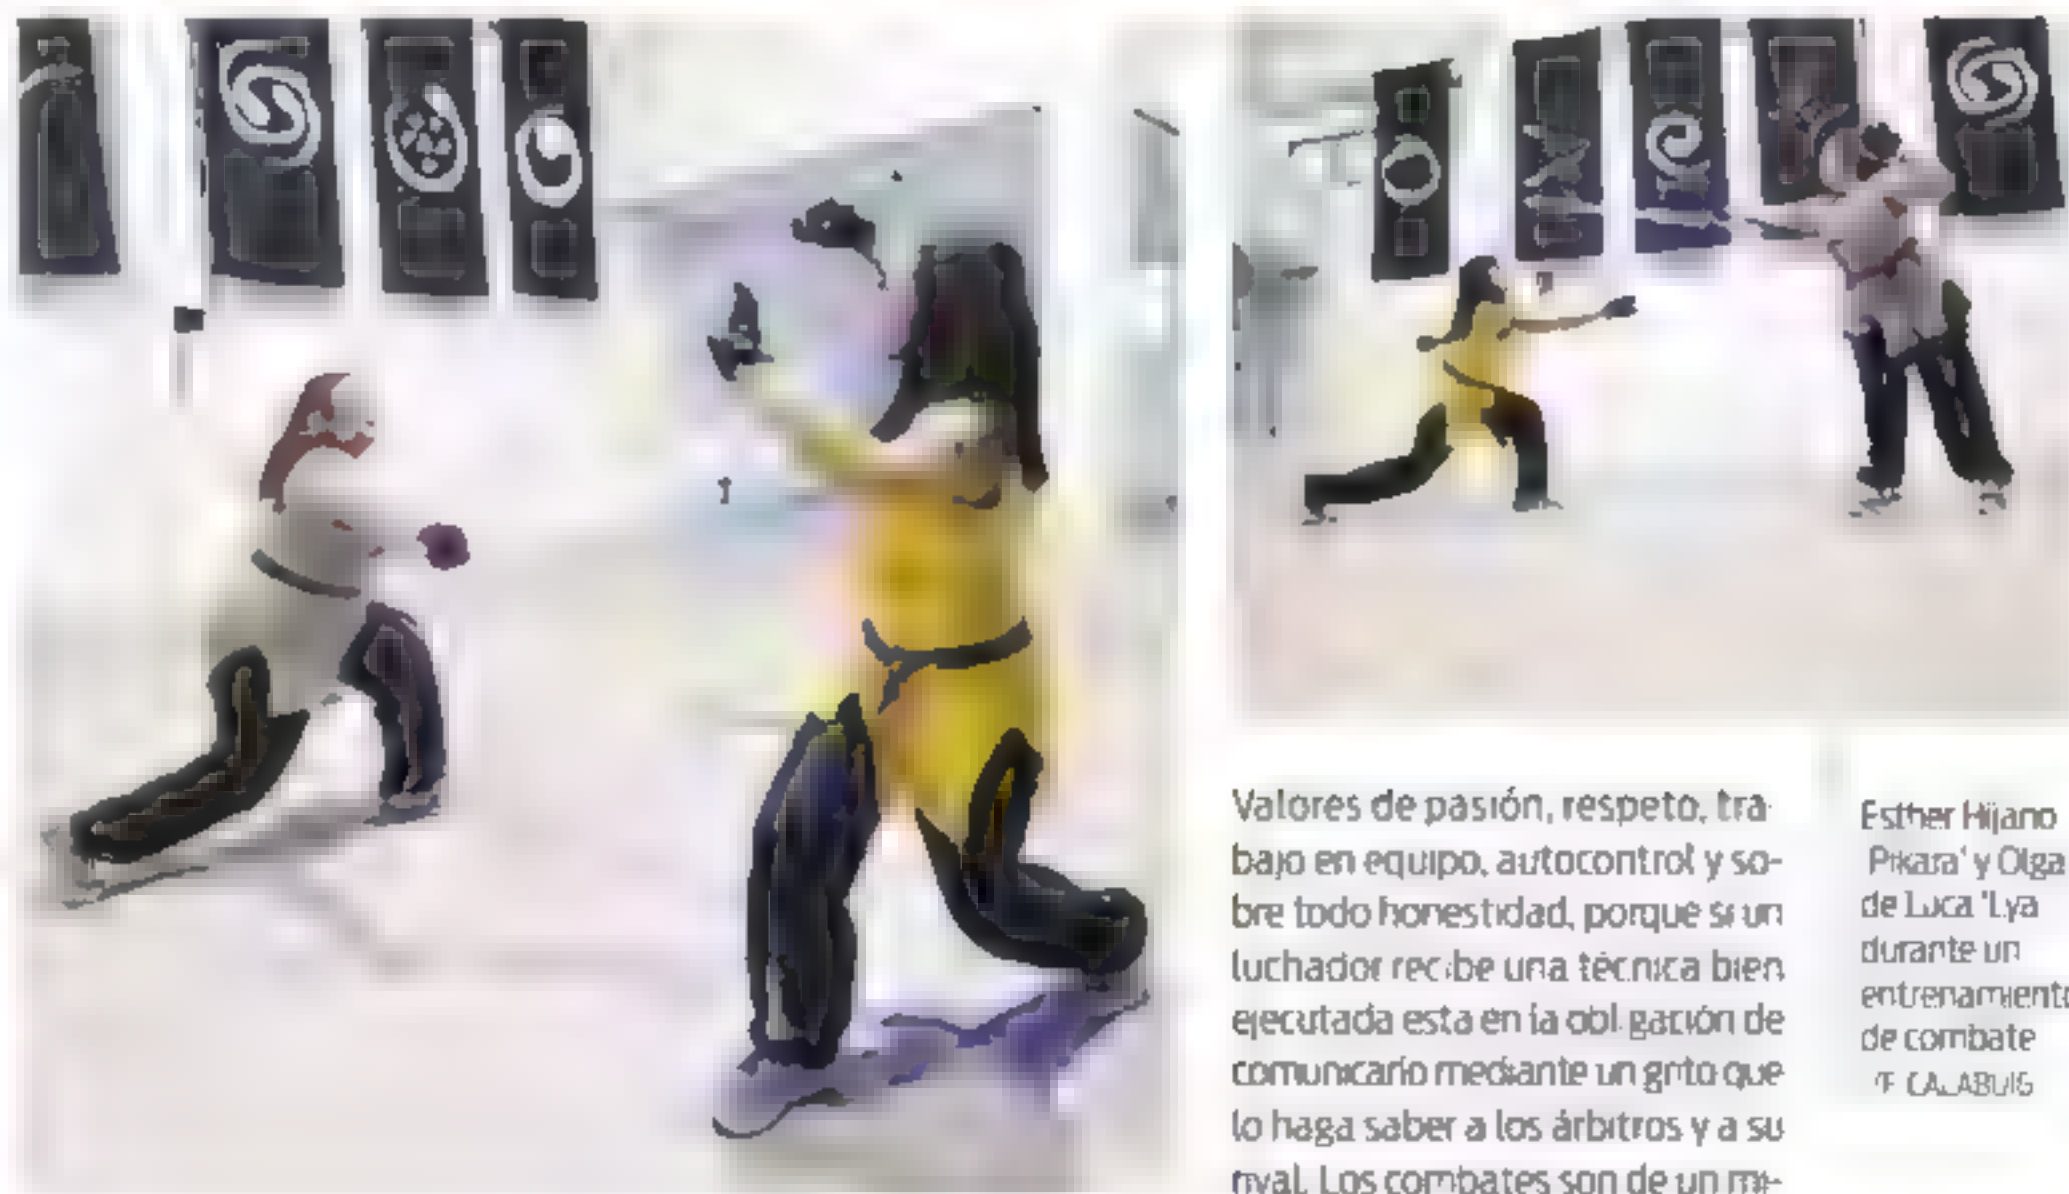 Valores de pasión, respeto, tra-
bajo en equipo, autocontrol y so-
bre todo honestidad, porque si un
luchador recibe una técnica bien
ejecutada esta en la obligación de
comunicarlo mediante un grito que
lo haga saber a los árbitros y a su
rival. Los combates son de un mi-
Esther Hijano
'Pikara' y Olga
de Luca 'Lya
durante un
entrenamiento
de combate
F. CALABUIG